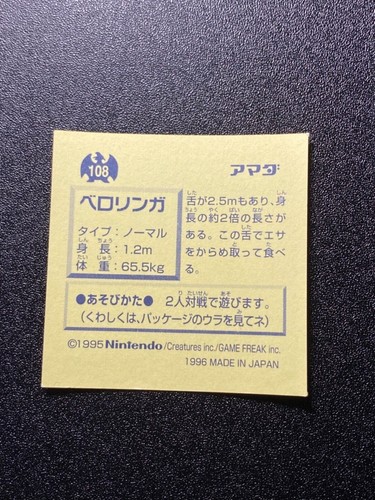 108
アマダ
ベロリンガ
タイプ：ノーマル
身長：1.2m
体重：65.5kg
舌が2.5mもあり、身
長の約2倍の長さが
ある。この舌でエサ
をからめ取って食べ
る。
●あそびかた● 2人対戦で遊びます。
(くわしくは、パッケージのウラを見てネ)
©1995 Nintendo/Creatures inc./GAME FREAK inc.
1996 MADE IN JAPAN